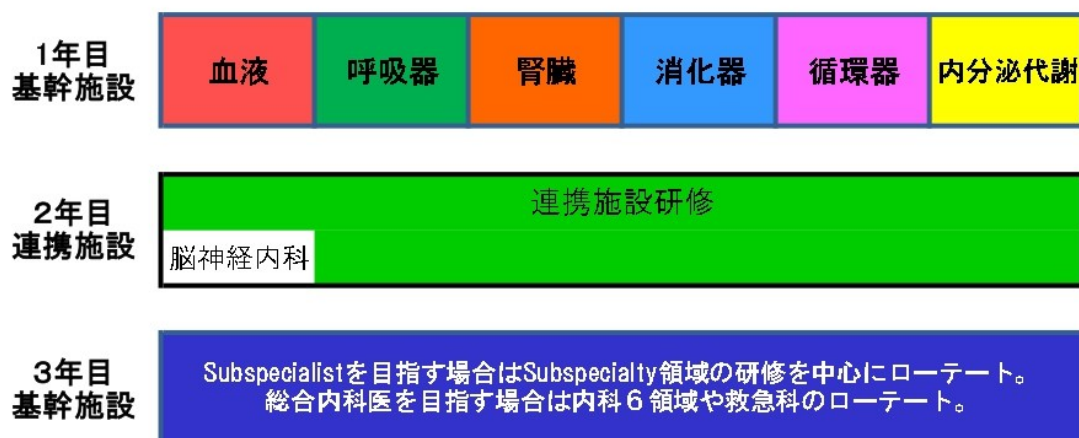 1年目
基幹施設
血液 呼吸器 腎臓 消化器 循環器 内分泌代謝
2年目
連携施設
連携施設研修
脳神経内科
3年目
基幹施設
Subspecialistを目指す場合はSubspecialty領域の研修を中心にローテート。
総合内科医を目指す場合は内科６領域や救急科のローテート。